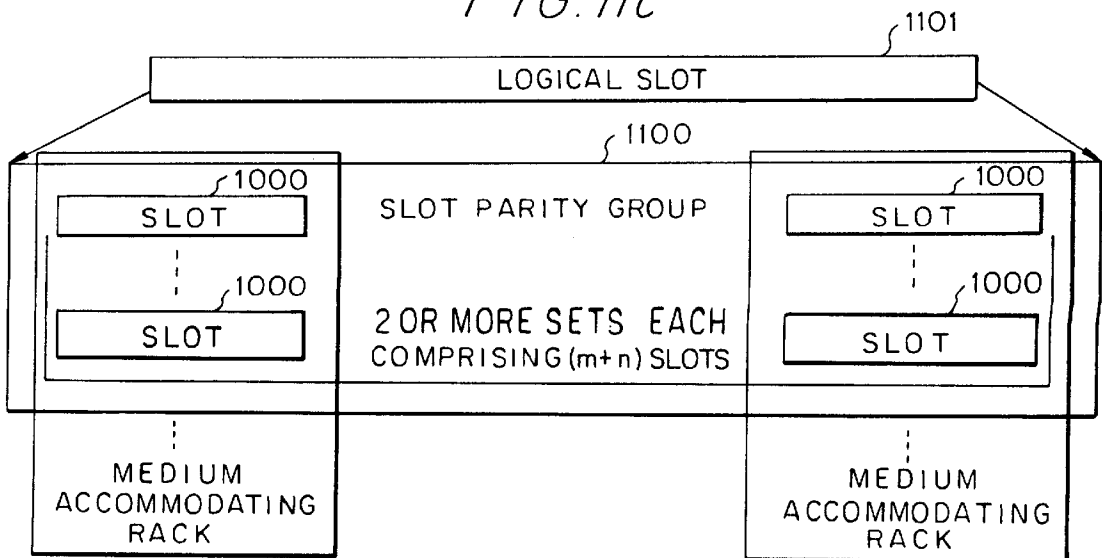 FIG. 11C
1101
LOGICAL SLOT
1100
1000
SLOT
SLOT PARITY GROUP
1000
SLOT
1000
SLOT
2 OR MORE SETS EACH
COMPRISING (m+n) SLOTS
1000
SLOT
MEDIUM
ACCOMMODATING
RACK
MEDIUM
ACCOMMODATING
RACK